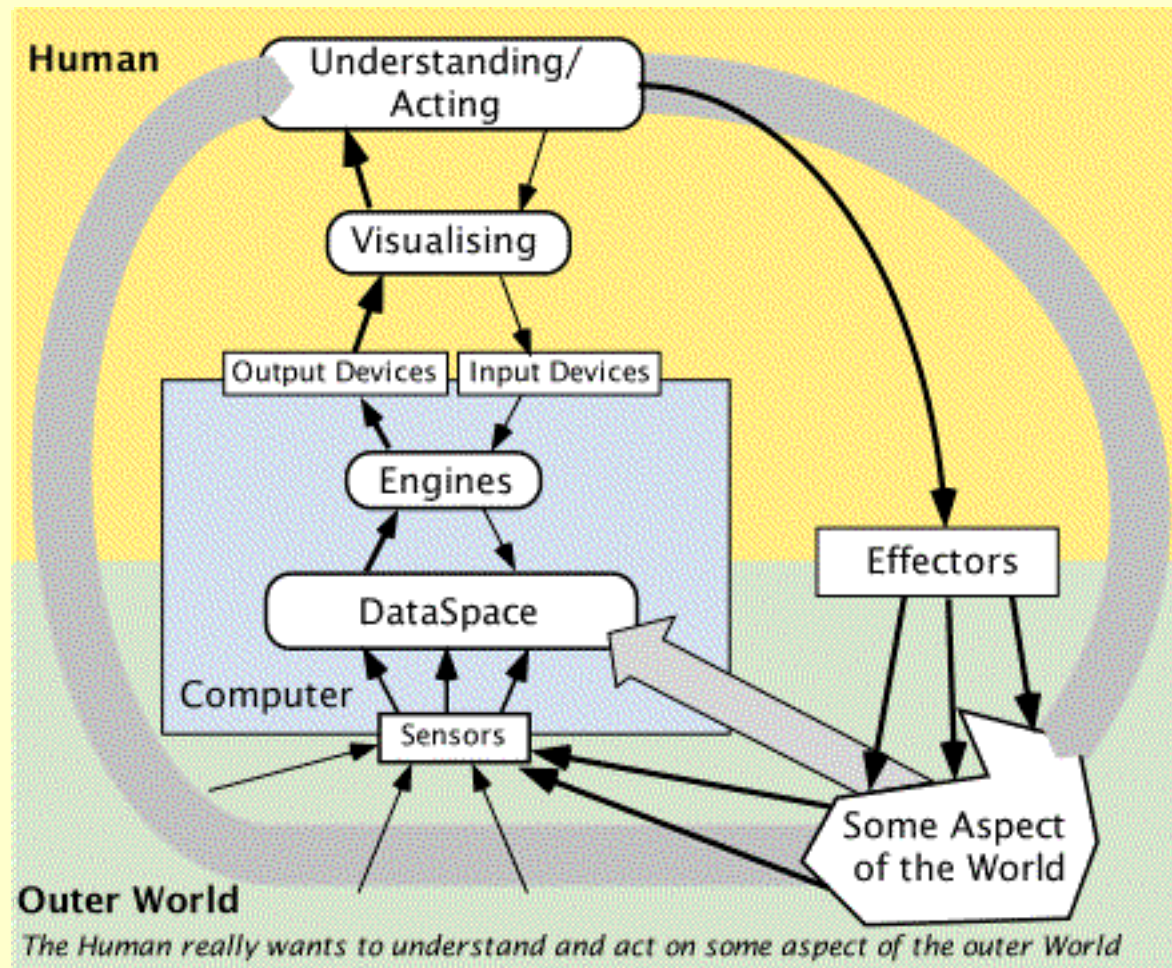 Human
Understanding/
Acting
Visualising
Output Devices
Input Devices
Engines
Effectors
DataSpace
Computer
Sensors
Some Aspect
of the World
Outer World
The Human really wants to understand and act on some aspect of the outer World